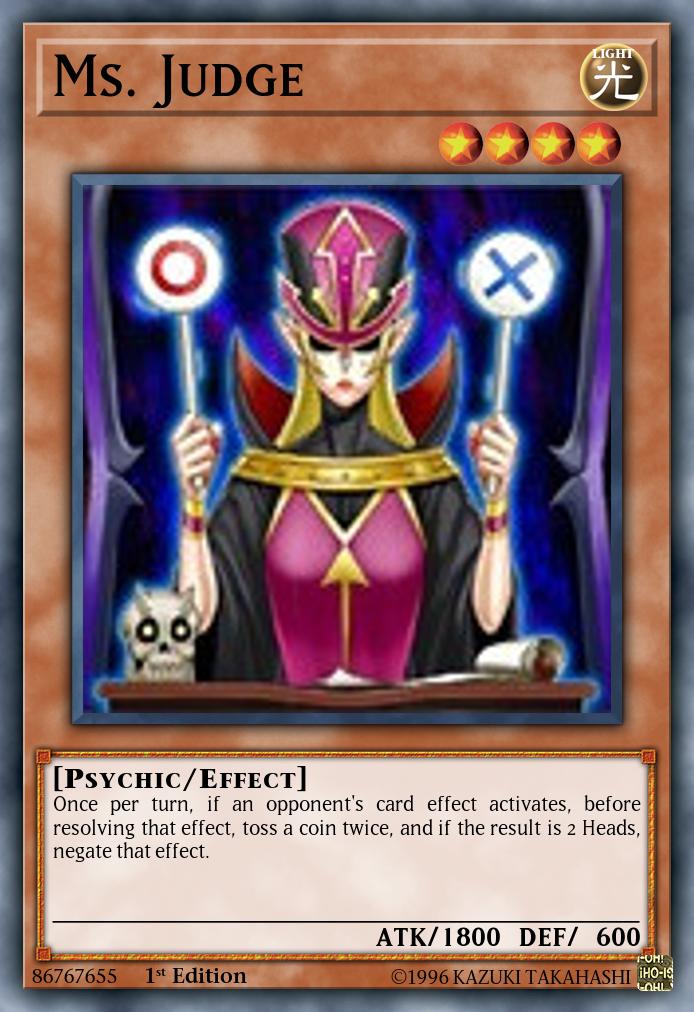 Ms. Judge
LIGHT
光
[Psychic/Effect]
Once per turn, if an opponent's card effect activates, before
resolving that effect, toss a coin twice, and if the result is 2 Heads,
negate that effect.
ATK/1800 DEF/ 600
86767655 1st Edition ©1996 KAZUKI TAKAHASHI